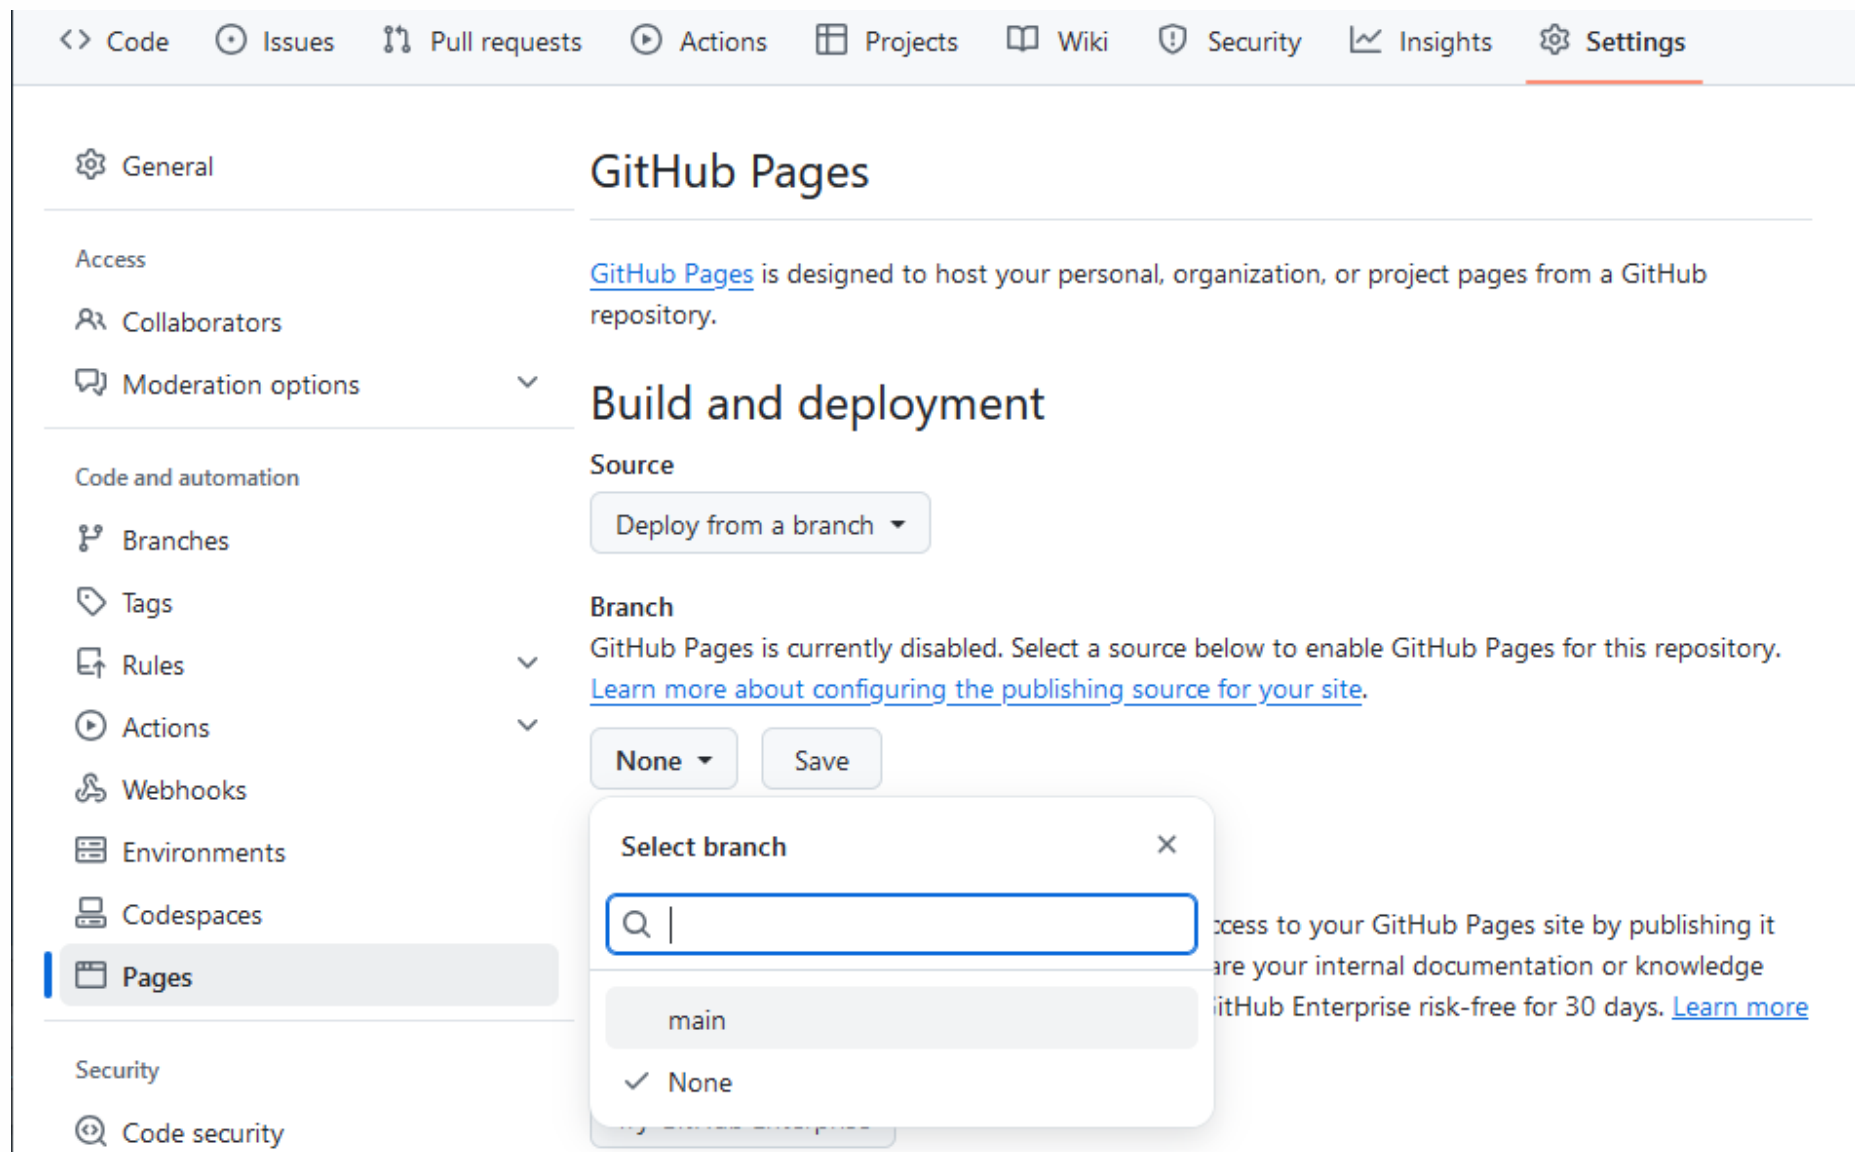 Code Issues Pull requests Actions Projects Wiki Security Insights Settings
General
Access
Collaborators
Moderation options
Code and automation
Branches
Tags
Rules
Actions
Webhooks
Environments
Codespaces
Pages
Security
Code security
GitHub Pages
GitHub Pages is designed to host your personal, organization, or project pages from a GitHub
repository.
Build and deployment
Source
Deploy from a branch
Branch
GitHub Pages is currently disabled. Select a source below to enable GitHub Pages for this repository.
Learn more about configuring the publishing source for your site.
None Save
Select branch
main
None
to your GitHub Pages site by publishing it
your internal documentation or knowledge
Enterprise risk-free for 30 days. Learn more